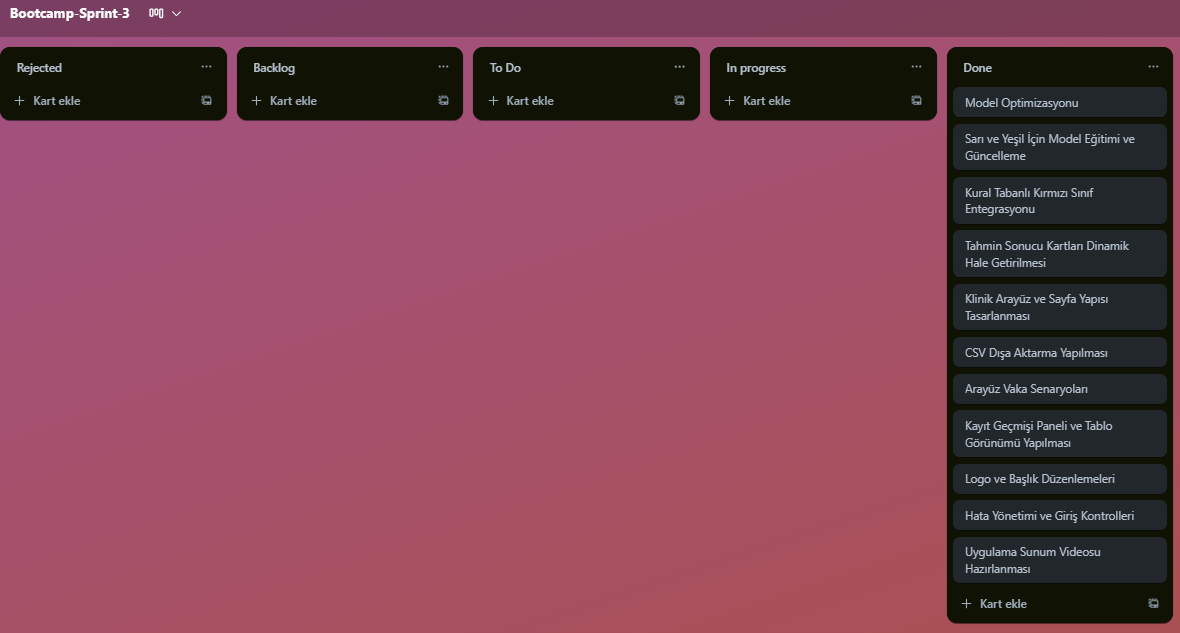 Bootcamp-Sprint-3
Rejected
Kart ekle
Backlog
Kart ekle
To Do
Kart ekle
In progress
Kart ekle
Done
Model Optimizasyonu
Sarı ve Yeşil İçin Model Eğitimi ve
Güncelleme
Kural Tabanlı Kırmızı Sınıf
Entegrasyonu
Tahmin Sonucu Kartları Dinamik
Hale Getirilmesi
Klinik Arayüz ve Sayfa Yapısı
Tasarlanması
CSV Dışa Aktarma Yapılması
Arayüz Vaka Senaryoları
Kayıt Geçmişi Paneli ve Tablo
Görünümü Yapılması
Logo ve Başlık Düzenlemeleri
Hata Yönetimi ve Giriş Kontrolleri
Uygulama Sunum Videosu
Hazırlanması
Kart ekle